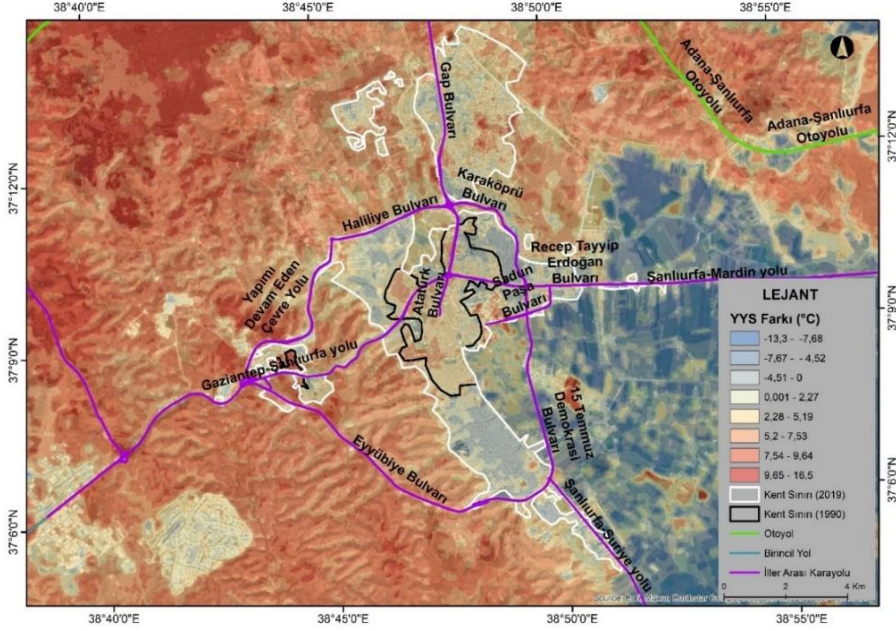 38°40'0"E
38°45'0"E
38°50'0"E
38°55'0"E
37°12'0"N
37°9'0"N
37°6'0"N
37°12'0"N
37°9'0"N
37°6'0"N
Gap Bulvarı
Adana-Şanlıurfa
Otoyolu
Adana-Şanlıurfa
Otoyolu
Karaköprü
Bulvarı
Haliliye Bulvarı
Recep Tayyip
Erdoğan
Bulvarı
Şanlıurfa-Mardin yolu
Sadun
Paşa
Bulvarı
Atatürk
Bulvarı
Yapımı
Devam Eden
Çevre Yolu
Gaziantep-Şanlıurfa yolu
Eyyübiye Bulvarı
15 Temmuz
Demokrasi
Bulvarı
Şanlıurfa-Suriye yolu
LEJANT
YYS Farkı (°C)
-13,3 - -7,68
-7,67 - -4,52
-4,51 - 0
0,001 - 2,27
2,28 - 5,19
5,2 - 7,53
7,54 - 9,64
9,65 - 16,5
Kent Sınırı (2019)
Kent Sınırı (1990)
Otoyol
Birincil Yol
İller Arası Karayolu
0 2 4 Km
38°40'0"E
38°45'0"E
38°50'0"E
38°55'0"E